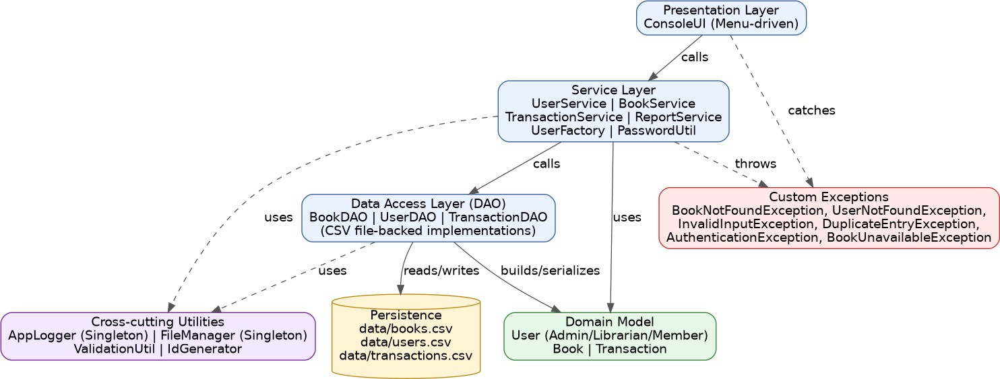 Presentation Layer
ConsoleUI (Menu-driven)
calls
catches
Service Layer
UserService | BookService
TransactionService | ReportService
UserFactory | PasswordUtil
calls
throws
uses
uses
Custom Exceptions
BookNotFoundException, UserNotFoundException,
InvalidInputException, DuplicateEntryException,
AuthenticationException, BookUnavailableException
Data Access Layer (DAO)
BookDAO | UserDAO | TransactionDAO
(CSV file-backed implementations)
uses
reads/writes
builds/serializes
Cross-cutting Utilities
AppLogger (Singleton) | FileManager (Singleton)
ValidationUtil | IdGenerator
Persistence
data/books.csv
data/users.csv
data/transactions.csv
Domain Model
User (Admin/Librarian/Member)
Book | Transaction